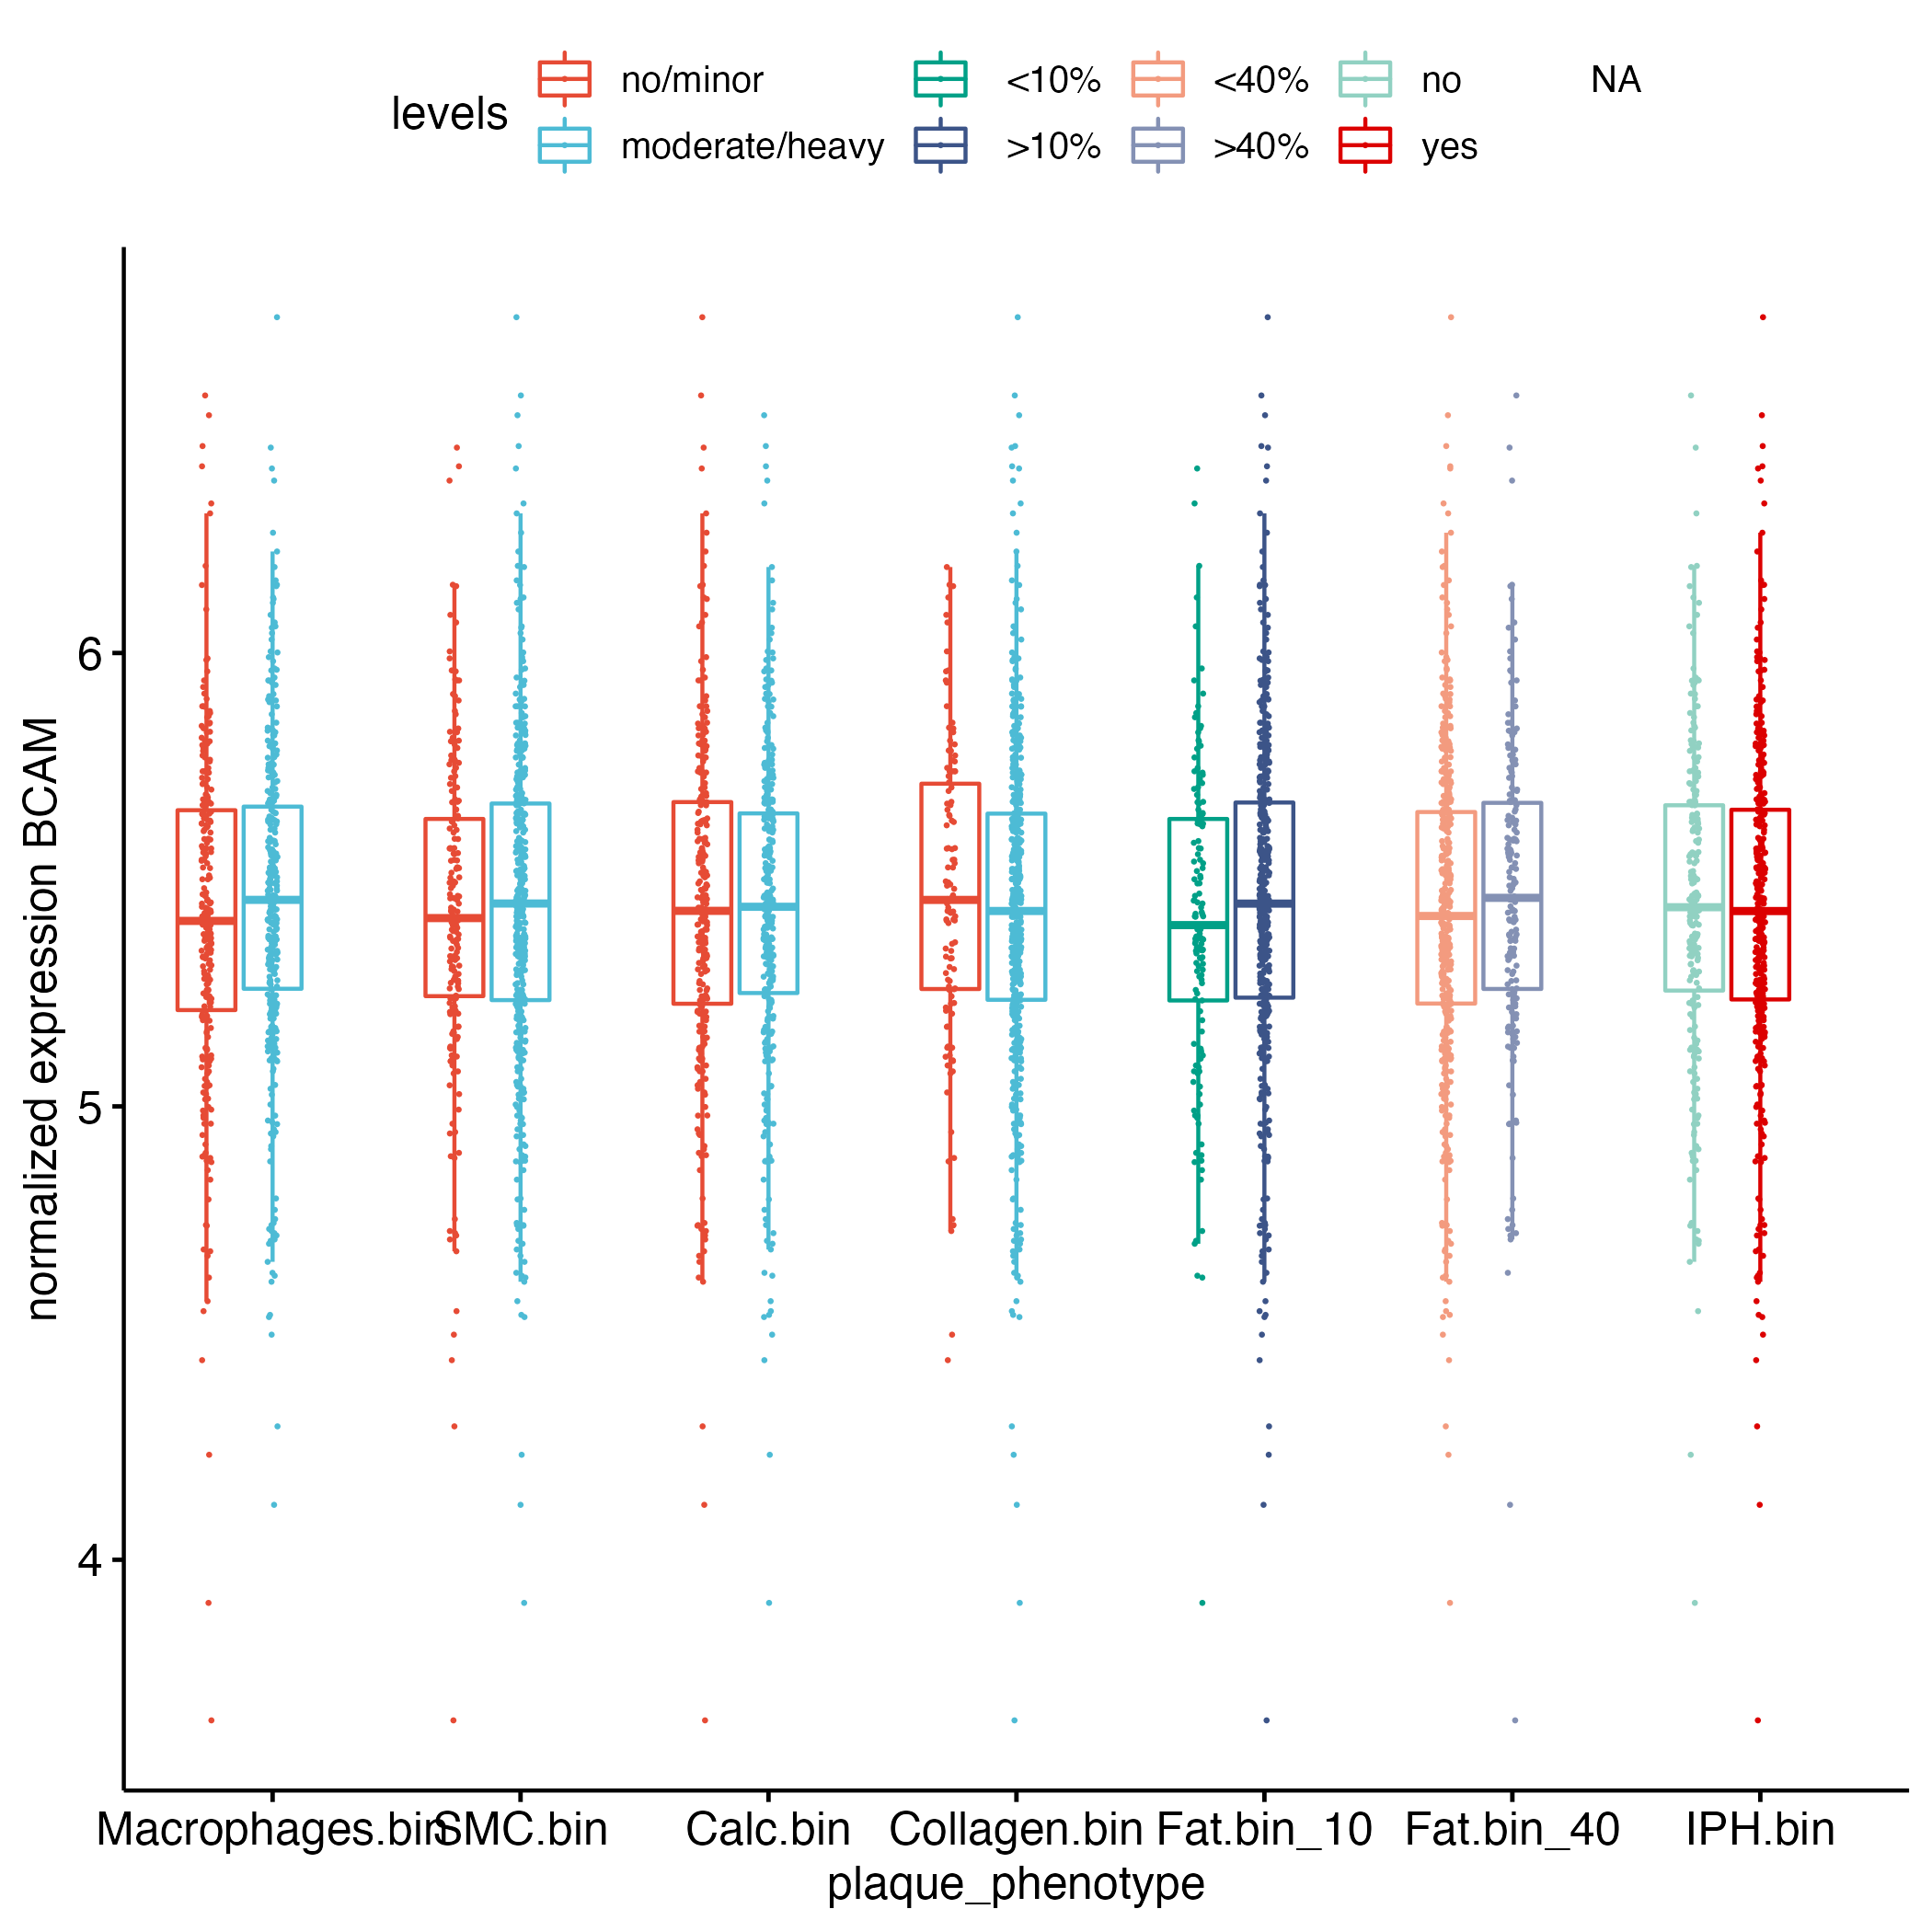 levels
no/minor <10% <40% no NA
moderate/heavy >10% >40% yes
normalized expression BCAM
6
5
4
Macrophages.bin SMC.bin Calc.bin Collagen.bin Fat.bin_10 Fat.bin_40 IPH.bin
plaque_phenotype